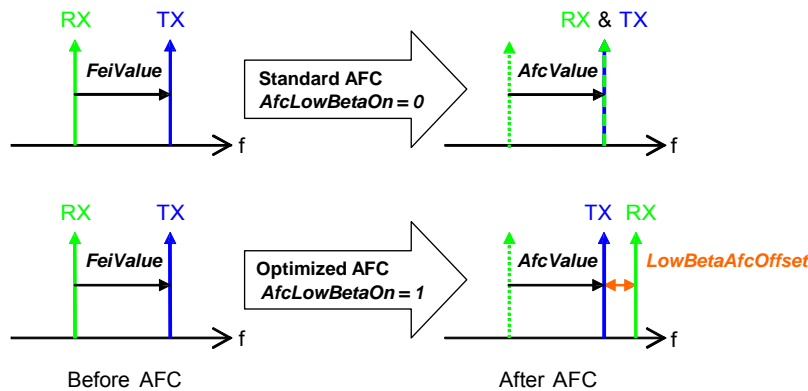 RX TX
FeiValue
f
Standard AFC
AfcLowBetaOn = 0
RX & TX
AfcValue
f
RX TX
FeiValue
f
Optimized AFC
AfcLowBetaOn = 1
TX RX
AfcValue
LowBetaAfcOffset
f
Before AFC
After AFC